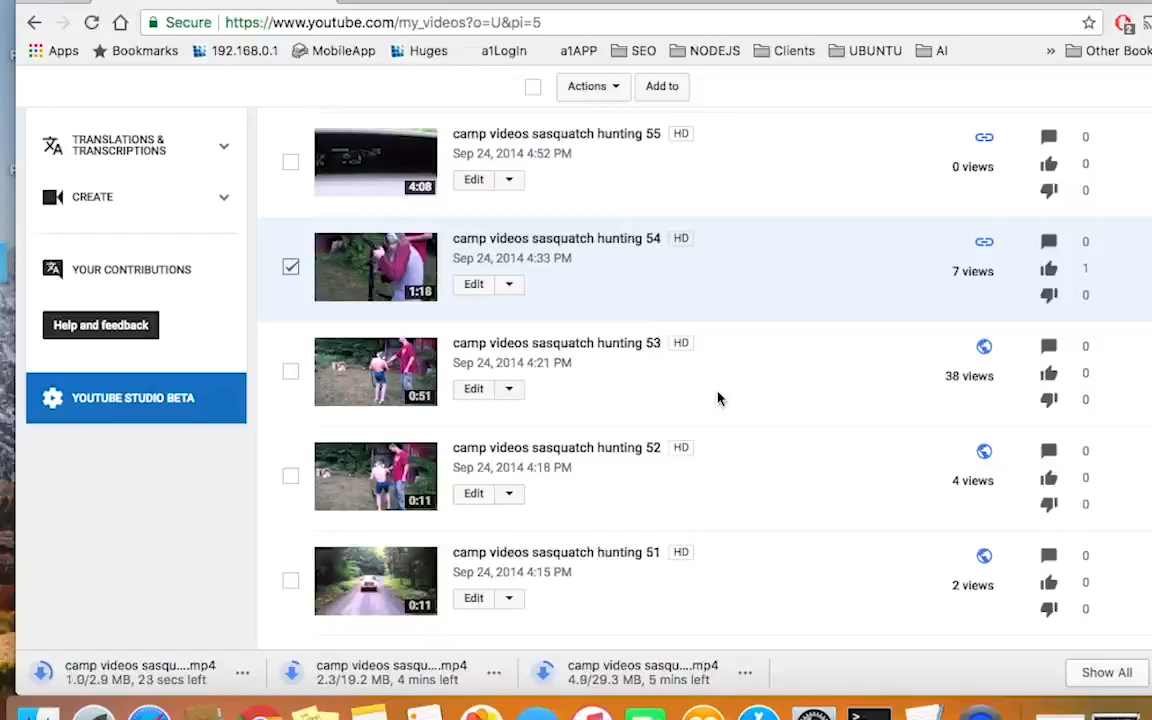 Secure https://www.youtube.com/my_videos?o=U&pi=5
Apps Bookmarks 192.168.0.1 MobileApp Huges a1Login a1APP SEO NODEJS Clients UBUNTU AI » Other Book
Actions Add to
TRANSLATIONS &
TRANSCRIPTIONS
CREATE
YOUR CONTRIBUTIONS
Help and feedback
YOUTUBE STUDIO BETA
camp videos sasquatch hunting 55 HD
Sep 24, 2014 4:52 PM
Edit
4:08
0 views
0
0
0
camp videos sasquatch hunting 54 HD
Sep 24, 2014 4:33 PM
Edit
1:18
7 views
0
1
0
camp videos sasquatch hunting 53 HD
Sep 24, 2014 4:21 PM
Edit
0:51
38 views
0
0
0
camp videos sasquatch hunting 52 HD
Sep 24, 2014 4:18 PM
Edit
0:11
4 views
0
0
0
camp videos sasquatch hunting 51 HD
Sep 24, 2014 4:15 PM
Edit
0:11
2 views
0
0
0
camp videos sasqu....mp4
1.0/2.9 MB, 23 secs left
camp videos sasqu....mp4
2.3/19.2 MB, 4 mins left
camp videos sasqu....mp4
4.9/29.3 MB, 5 mins left
Show All